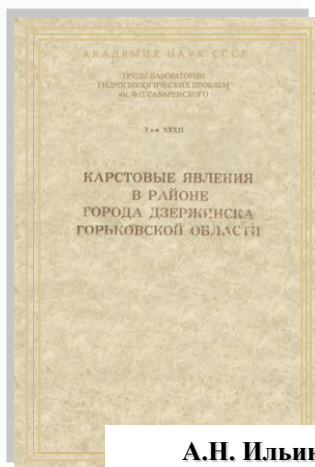 АКАДЕМИЯ НАУК СССР
ТРУДЫ ЛАБОРАТОРИИ
ГИДРОГЕОЛОГИЧЕСКИХ ПРОБЛЕМ
им. Ф.П.САВАРЕНСКОГО
Том XXXII
КАРСТОВЫЕ ЯВЛЕНИЯ
В РАЙОНЕ
ГОРОДА ДЗЕРЖИНСКА
ГОРЬКОВСКОЙ ОБЛАСТИ
А.Н. Ильин